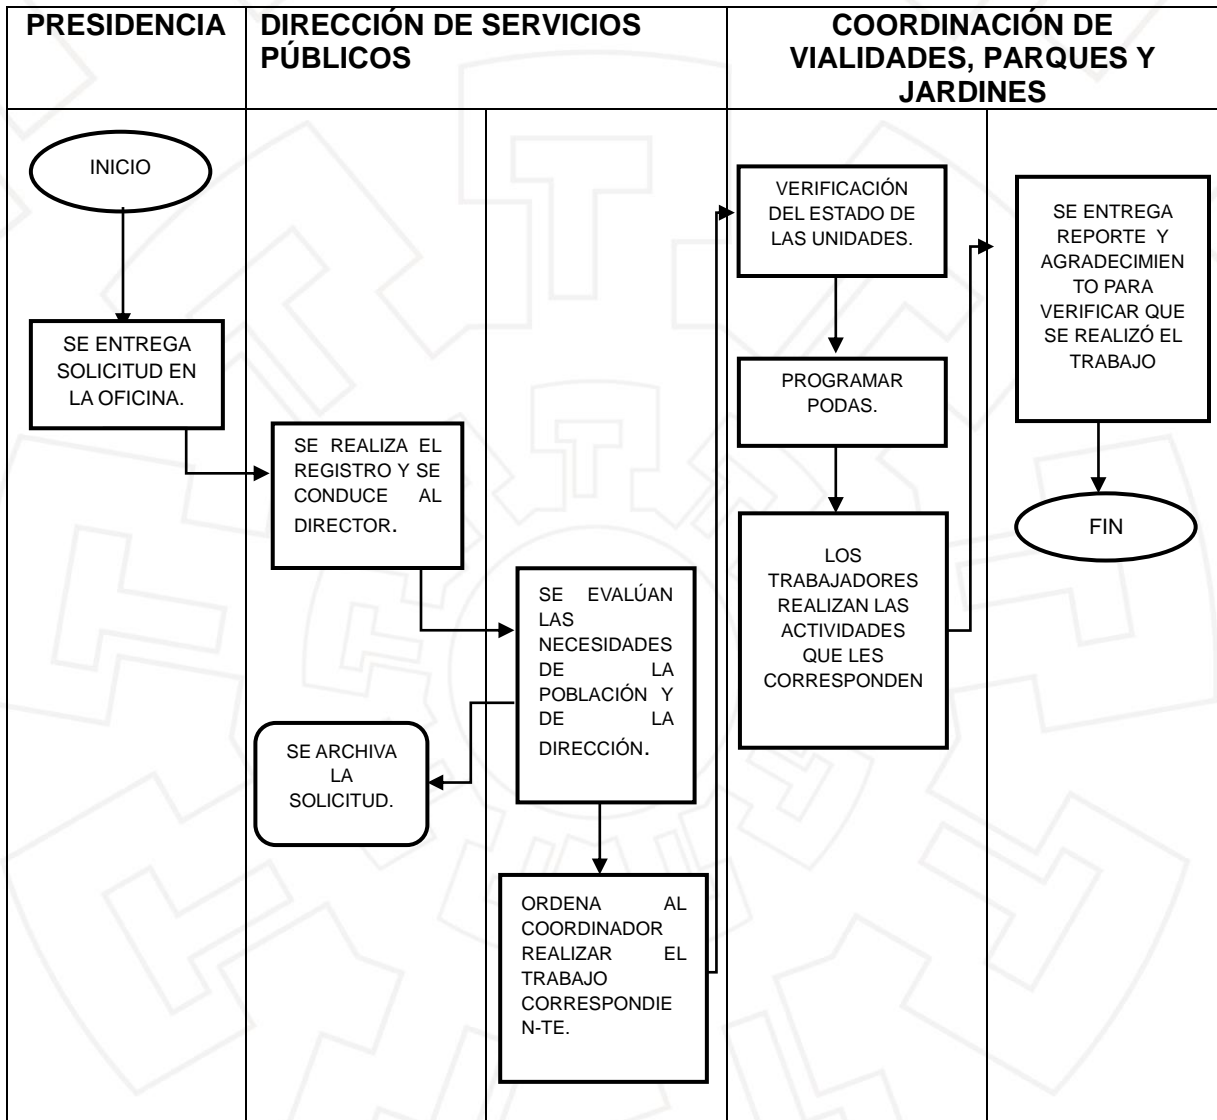 PRESIDENCIA
DIRECCIÓN DE SERVICIOS
PÚBLICOS
COORDINACIÓN DE
VIALIDADES, PARQUES Y
JARDINES
INICIO
SE ENTREGA
SOLICITUD EN
LA OFICINA.
SE REALIZA EL
REGISTRO Y SE
CONDUCE AL
DIRECTOR.
SE EVALÚAN
LAS
NECESIDADES
DE LA
POBLACIÓN Y
DE LA
DIRECCIÓN.
SE ARCHIVA
LA
SOLICITUD.
ORDENA AL
COORDINADOR
REALIZAR EL
TRABAJO
CORRESPONDIE
N-TE.
VERIFICACIÓN
DEL ESTADO DE
LAS UNIDADES.
PROGRAMAR
PODAS.
LOS
TRABAJADORES
REALIZAN LAS
ACTIVIDADES
QUE LES
CORRESPONDEN
SE ENTREGA
REPORTE Y
AGRADECIMIEN
TO PARA
VERIFICAR QUE
SE REALIZÓ EL
TRABAJO
FIN